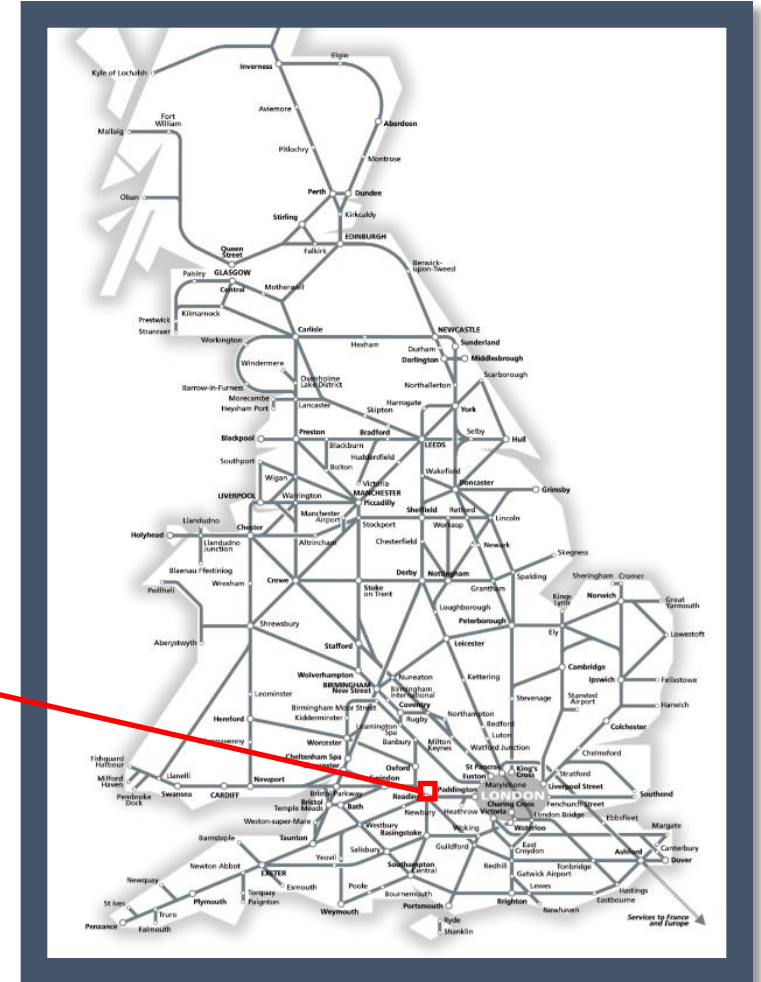 Elgin
Inverness
Kyle of Lochalsh
Aviemore
Fort
William
Mallaig
Aberdeen
Pitlochry
Montrose
Perth
Dundee
Oban
Stirling
Kirkcaldy
EDINBURGH
Queen
Street
Falkirk
Berwick-
upon-Tweed
Paisley
GLASGOW
Central
Motherwell
Kilmarnock
Prestwick
Stranraer
Carlisle
NEWCASTLE
Workington
Hexham
Sunderland
Durham
Darlington
Middlesbrough
Windermere
Scarborough
Oxenholme
Lake District
Northallerton
Barrow-in-Furness
Morecambe
Heysham Port
Lancaster
Harrogate
York
Skipton
Blackpool
Preston
Bradford
Selby
Hull
Blackburn
LEEDS
Huddersfield
Southport
Bolton
Wakefield
Wigan
Victoria
Doncaster
Grimsby
LIVERPOOL
Warrington
MANCHESTER
Piccadilly
Sheffield
Retford
Manchester
Airport
Llandudno
Stockport
Worksop
Lincoln
Chester
Holyhead
Llandudno
Junction
Altrincham
Chesterfield
Newark
Skegness
Blaenau Ffestiniog
Derby
Nottingham
Spalding
Sheringham
Cromer
Pwllheli
Wrexham
Crewe
Stoke
on Trent
Grantham
Kings
Lynn
Norwich
Great
Yarmouth
Loughborough
Peterborough
Shrewsbury
Ely
Lowestoft
Aberystwyth
Stafford
Leicester
Cambridge
Wolverhampton
Nuneaton
Kettering
Ipswich
Felixstowe
BIRMINGHAM
New Street
Birmingham
International
Leominster
Stevenage
Stansted
Airport
Harwich
Birmingham Moor Street
Coventry
Kidderminster
Rugby
Northampton
Hereford
Bedford
Colchester
Leamington
Spa
Luton
Worcester
Banbury
Milton
Keynes
Watford Junction
Chelmsford
Cheltenham Spa
Fishguard
Harbour
Oxford
St Pancras
King's
Cross
Euston
Stratford
Milford
Haven
Llanelli
Newport
Swindon
Marylebone
Liverpool Street
Paddington
Pembroke
Dock
Swansea
CARDIFF
Bristol Parkway
Reading
LONDON
Fenchurch Street
Southend
Bristol
Temple Meads
Bath
Newbury
Heathrow
Victoria
Charing Cross
London Bridge
Ebbsfleet
Weston-super-Mare
Westbury
Basingstoke
Woking
Waterloo
Margate
Barnstaple
Taunton
Salisbury
Guildford
East
Croydon
Canterbury
Yeovil
Redhill
Tonbridge
Ashford
Dover
Newton Abbot
EXETER
Southampton
Central
Gatwick Airport
Newquay
Exmouth
Poole
Lewes
Hastings
Torquay
Paignton
Bournemouth
Eastbourne
St Ives
Plymouth
Weymouth
Portsmouth
Brighton
Newhaven
Truro
Ryde
Services to France
and Europe
Penzance
Falmouth
Shanklin